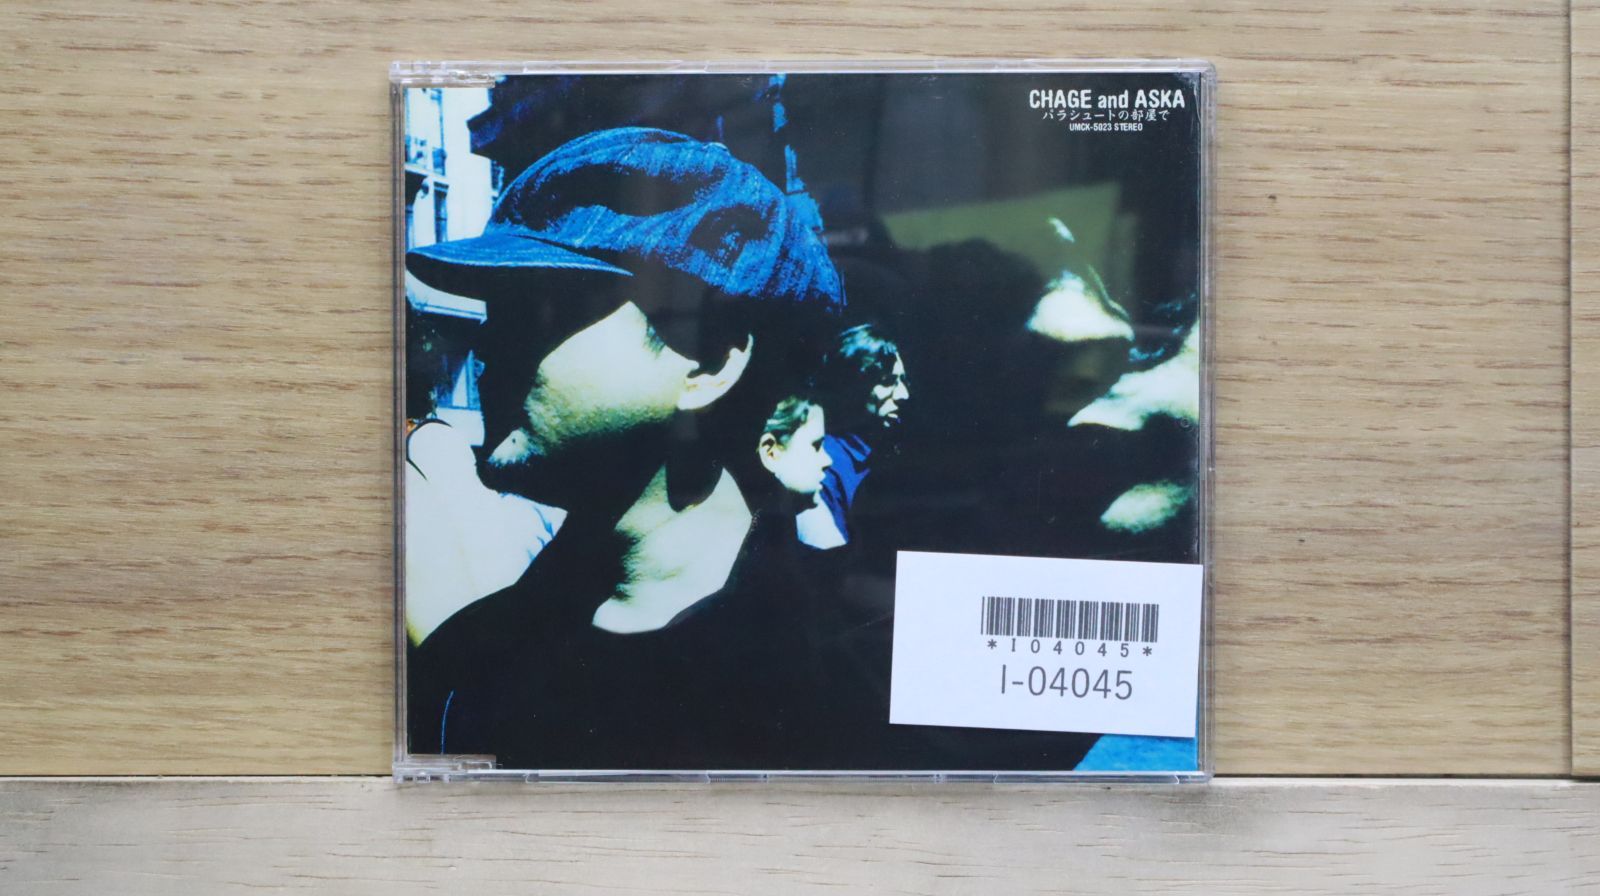 CHAGE and ASKA
パラシュートの部屋で
UMCK-5023 STEREO
*I04045*
I-04045